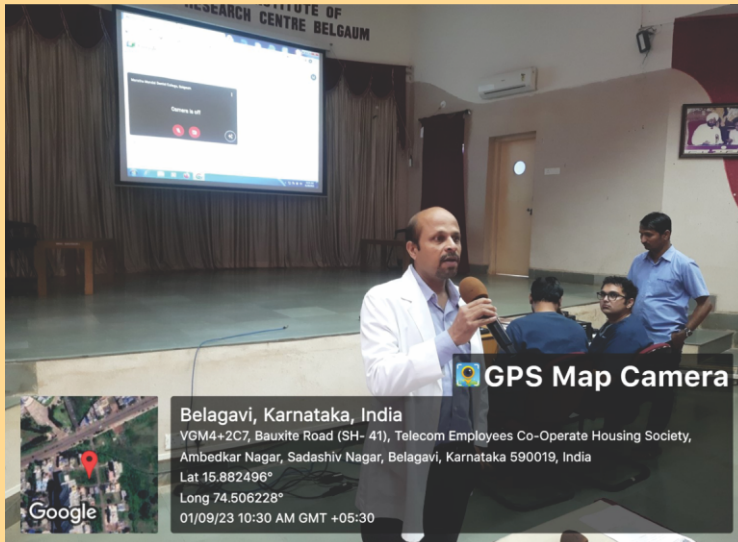 INSTITUTE OF
RESEARCH CENTRE BELGAUM
Camera is off
GPS Map Camera
Belagavi, Karnataka, India
VGM4+2C7, Bauxite Road (SH- 41), Telecom Employees Co-Operate Housing Society,
Ambedkar Nagar, Sadashiv Nagar, Belagavi, Karnataka 590019, India
Lat 15.882496°
Long 74.506228°
01/09/23 10:30 AM GMT +05:30
Google